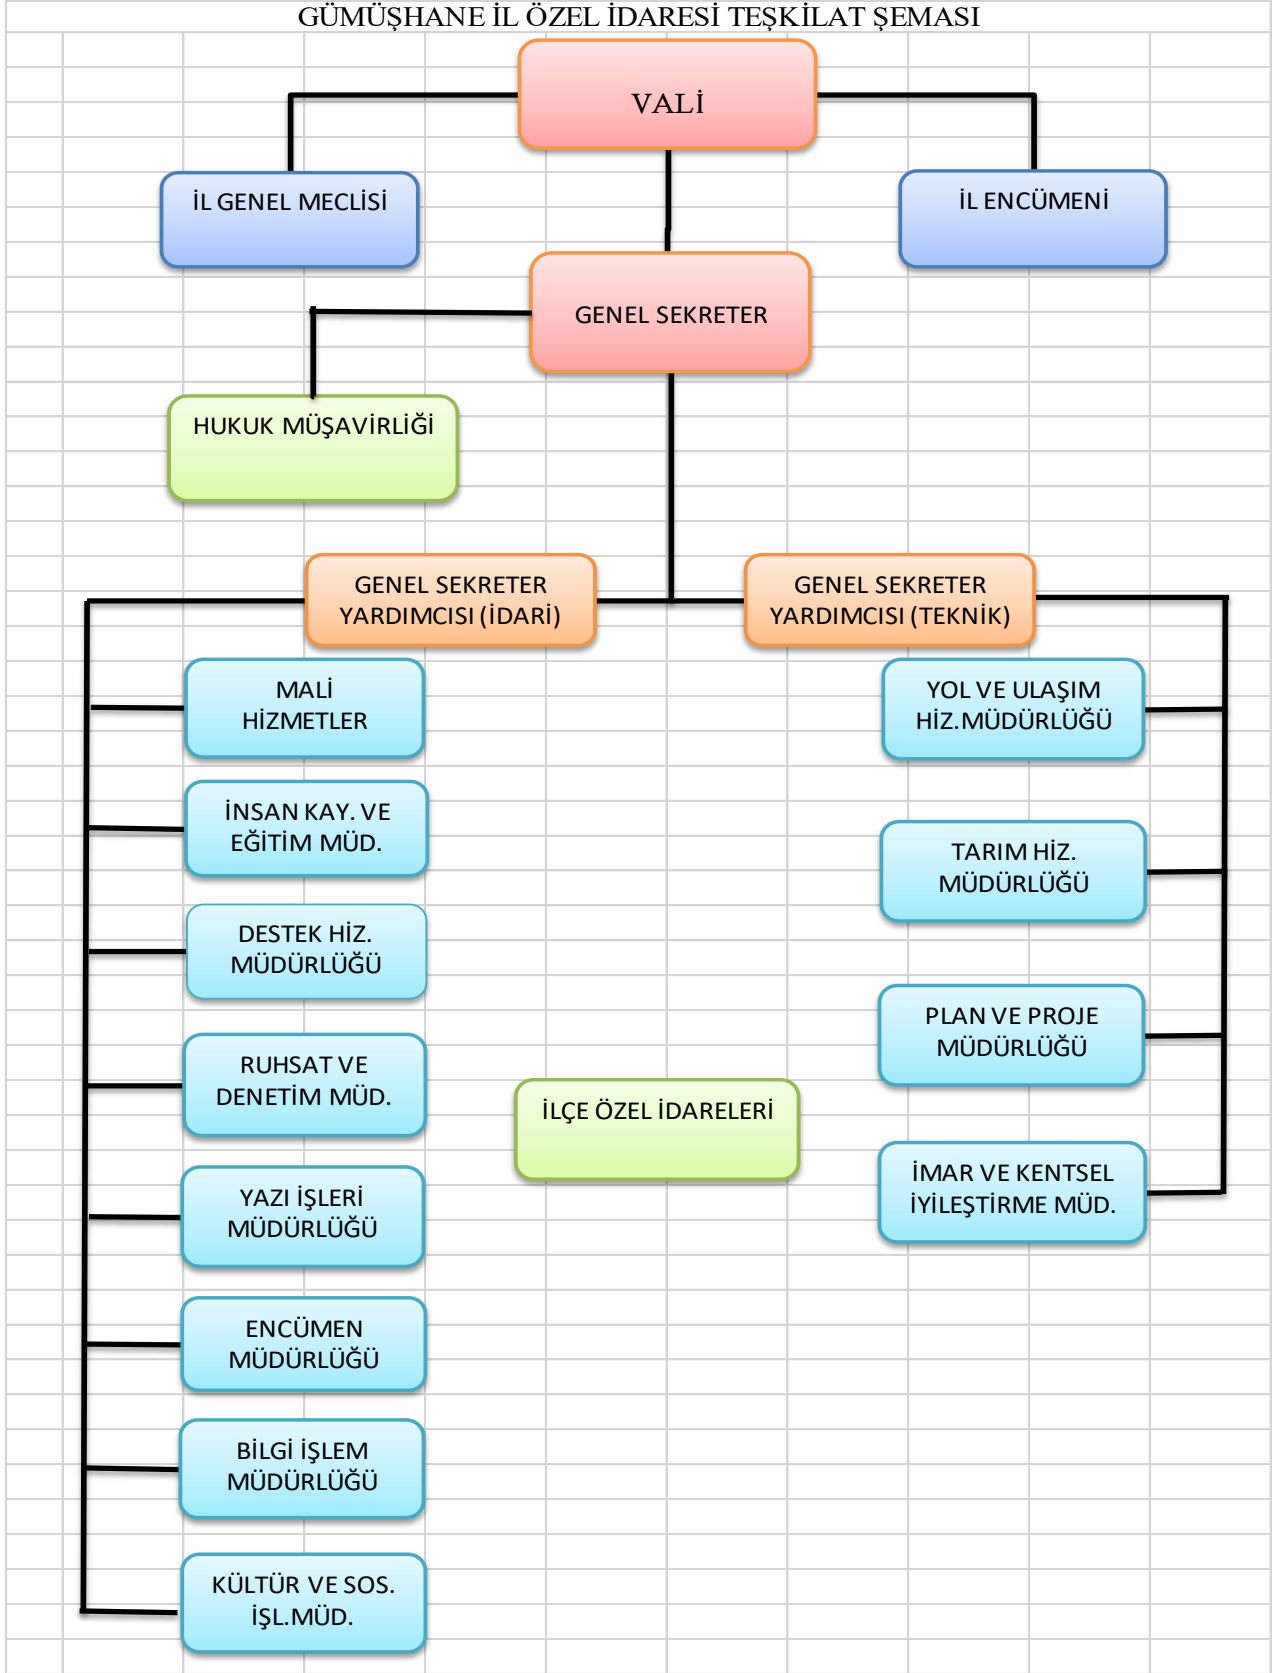 GÜMÜŞHANE İL ÖZEL İDARESİ TEŞKİLAT ŞEMASI
VALİ
İL GENEL MECLİSİ
İL ENCÜMENİ
GENEL SEKRETER
HUKUK MÜŞAVİRLİĞİ
GENEL SEKRETER
YARDIMCISI (İDARİ)
GENEL SEKRETER
YARDIMCISI (TEKNİK)
MALİ
HİZMETLER
İNSAN KAY. VE
EĞİTİM MÜD.
DESTEK HİZ.
MÜDÜRLÜĞÜ
RUHSAT VE
DENETİM MÜD.
YAZI İŞLERİ
MÜDÜRLÜĞÜ
ENCÜMEN
MÜDÜRLÜĞÜ
BİLGİ İŞLEM
MÜDÜRLÜĞÜ
KÜLTÜR VE SOS.
İŞL.MÜD.
İLÇE ÖZEL İDARELERİ
YOL VE ULAŞIM
HİZ.MÜDÜRLÜĞÜ
TARIM HİZ.
MÜDÜRLÜĞÜ
PLAN VE PROJE
MÜDÜRLÜĞÜ
İMAR VE KENTSEL
İYİLEŞTİRME MÜD.